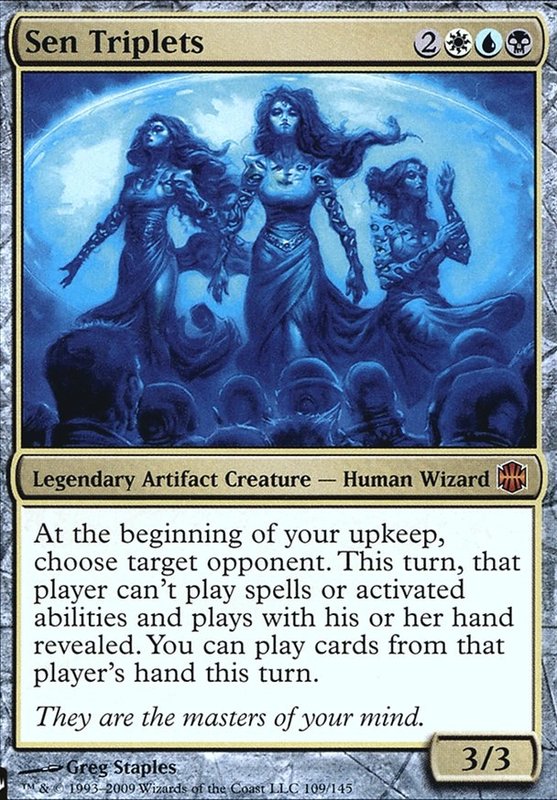 Sen Triplets 2
Legendary Artifact Creature — Human Wizard
At the beginning of your upkeep,
choose target opponent. This turn, that
player can't play spells or activated
abilities and plays with his or her hand
revealed. You can play cards from that
player's hand this turn.
They are the masters of your mind.
Greg Staples
3/3
™ & © 1993–2009 Wizards of the Coast LLC 109/145